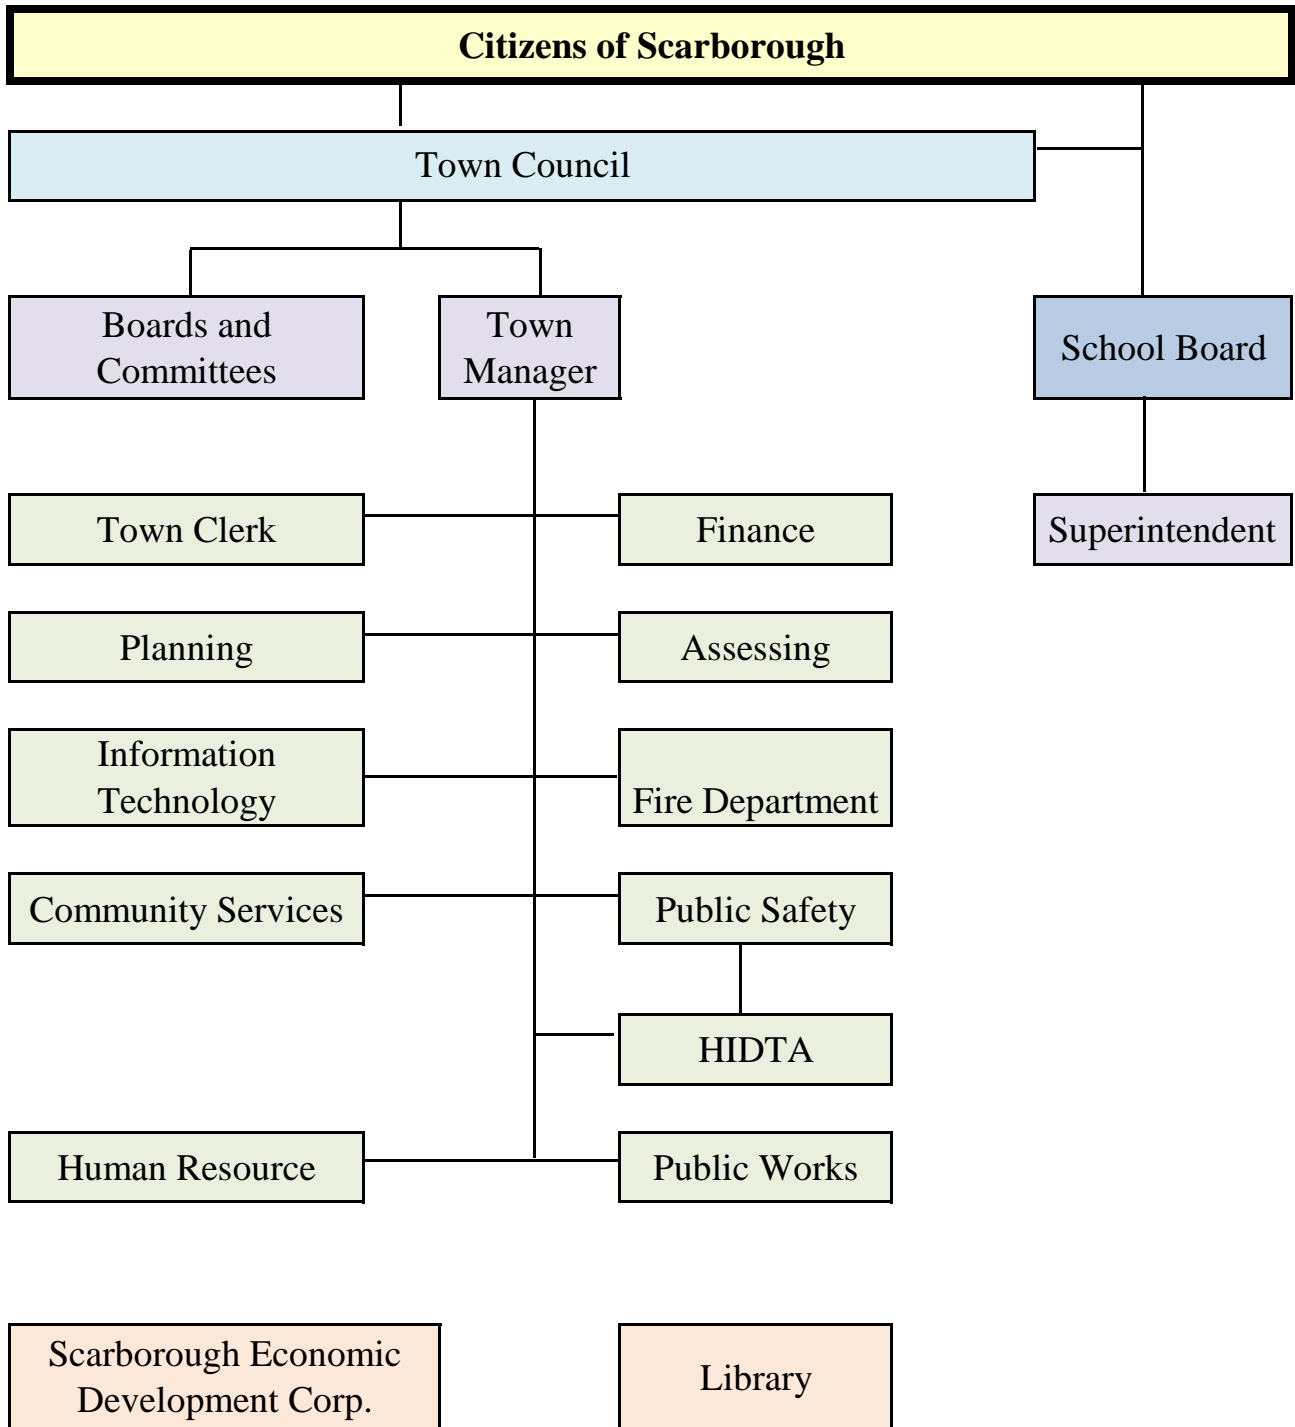 Citizens of Scarborough
Town Council
Boards and
Committees
Town
Manager
School Board
Town Clerk
Finance
Superintendent
Planning
Assessing
Information
Technology
Fire Department
Community Services
Public Safety
HIDTA
Human Resource
Public Works
Scarborough Economic
Development Corp.
Library